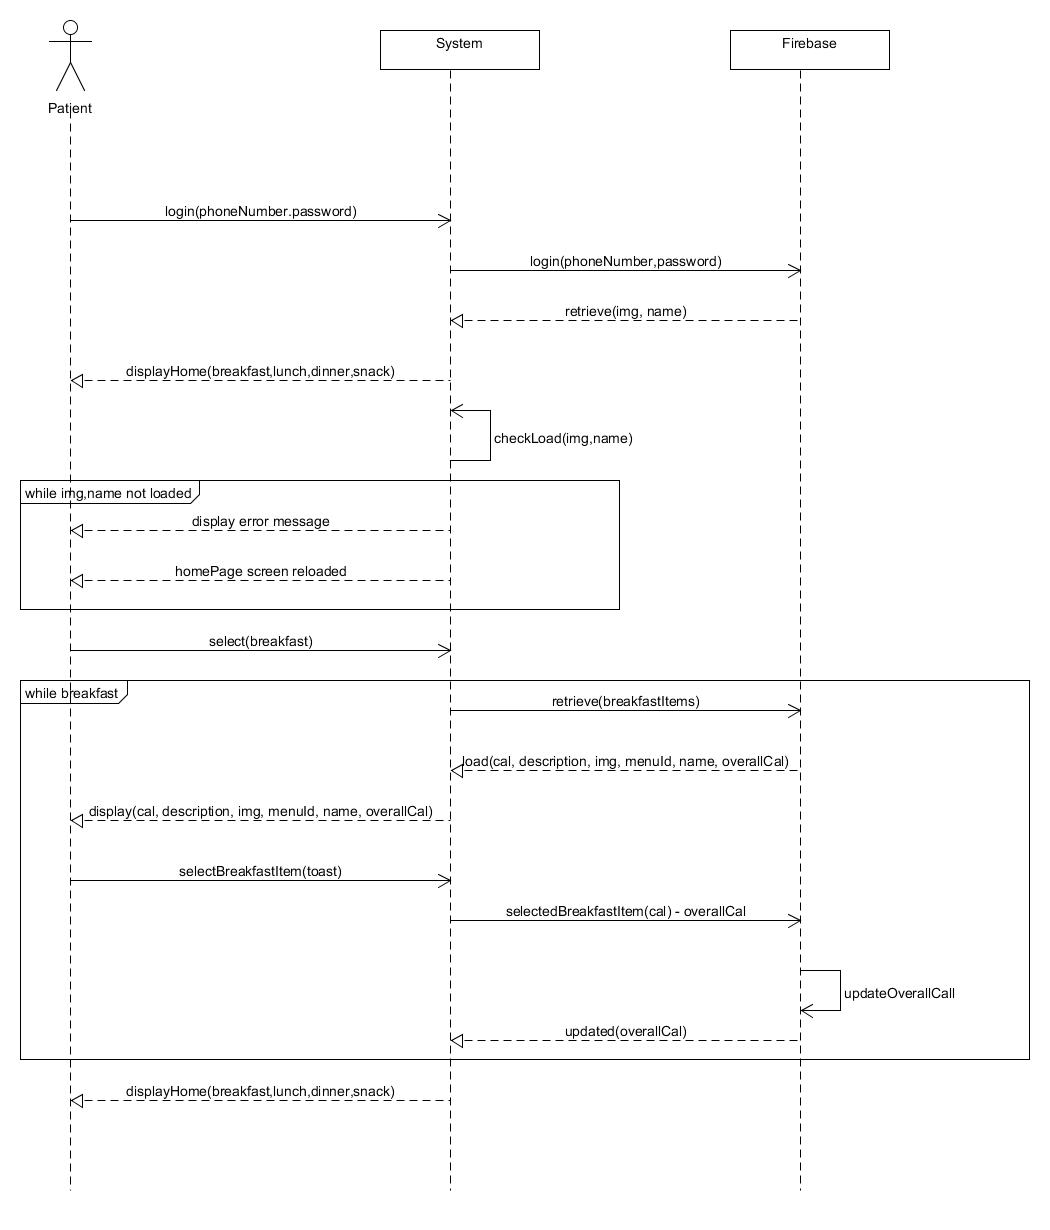 System
Firebase
Patient
login(phoneNumber.password)
login(phoneNumber,password)
retrieve(img, name)
displayHome(breakfast,lunch,dinner,snack)
checkLoad(img,name)
while img,name not loaded
display error message
homePage screen reloaded
select(breakfast)
while breakfast
retrieve(breakfastItems)
load(cal, description, img, menuId, name, overallCal)
display(cal, description, img, menuId, name, overallCal)
selectBreakfastItem(toast)
selectedBreakfastItem(cal) - overallCal
updateOverallCall
updated(overallCal)
displayHome(breakfast,lunch,dinner,snack)